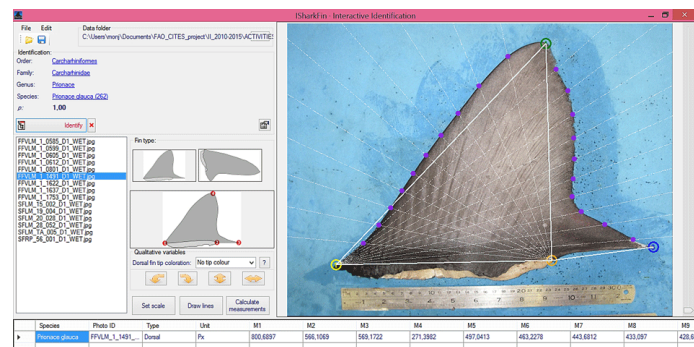 iSharkFin - Interactive Identification
File Edit
Data folder
C:\Users\monj\Documents\FAO_CITES_project\II_2010-2015\ACTIVITIES
Identification:
Order: Carcharhiniformes
Family: Carcharhinidae
Genus: Prionace
Species: Prionace glauca (262)
p: 1,00
Identify
FFVLM_1_0585_D1_WET.jpg
FFVLM_1_0599_D1_WET.jpg
FFVLM_1_0605_D1_WET.jpg
FFVLM_1_0612_D1_WET.jpg
FFVLM_1_0801_D1_WET.jpg
FFVLM_1_1491_D1_WET.jpg
FFVLM_1_1622_D1_WET.jpg
FFVLM_1_1637_D1_WET.jpg
FFVLM_1_1753_D1_WET.jpg
SFLM_15_002_D1_WET.jpg
SFLM_19_004_D1_WET.jpg
SFLM_20_028_D1_WET.jpg
SFLM_28_052_D1_WET.jpg
SFLM_TA_005_D1_WET.jpg
SFRP_56_001_D1_WET.jpg
Fin type:
Qualitative variables
Dorsal fin tip coloration: No tip colour ?
Set scale Draw lines Calculate measurements
Species Photo ID Type Unit M1 M2 M3 M4 M5 M6 M7 M8 M9
Prionace glauca FFVLM_1_1491_... Dorsal Px 800,6897 566,1069 569,1722 271,3982 497,0413 463,2278 443,6812 433,097 428,6